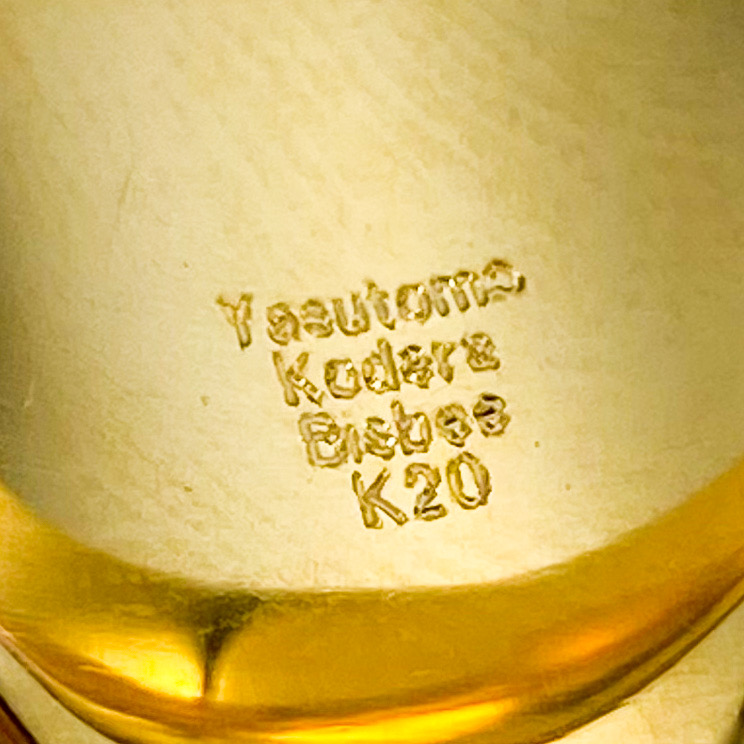 Yasutomo
Kodera
Bisbee
K20